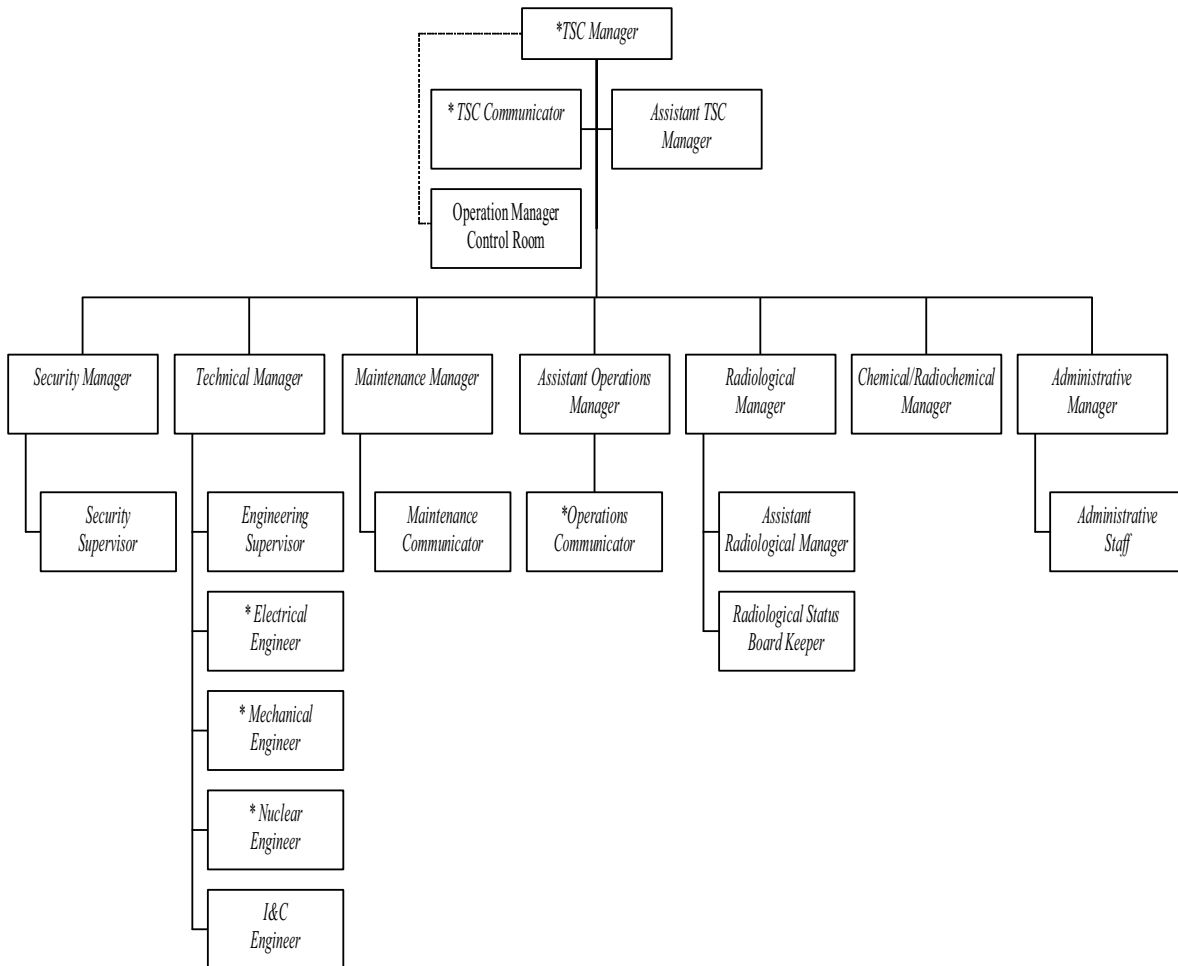 *TSC Manager
* TSC Communicator
Assistant TSC
Manager
Operation Manager
Control Room
Security Manager
Technical Manager
Maintenance Manager
Assistant Operations
Manager
Radiological
Manager
Chemical/Radiochemical
Manager
Administrative
Manager
Security
Supervisor
Engineering
Supervisor
Maintenance
Communicator
*Operations
Communicator
Assistant
Radiological Manager
Administrative
Staff
* Electrical
Engineer
Radiological Status
Board Keeper
* Mechanical
Engineer
* Nuclear
Engineer
I&C
Engineer